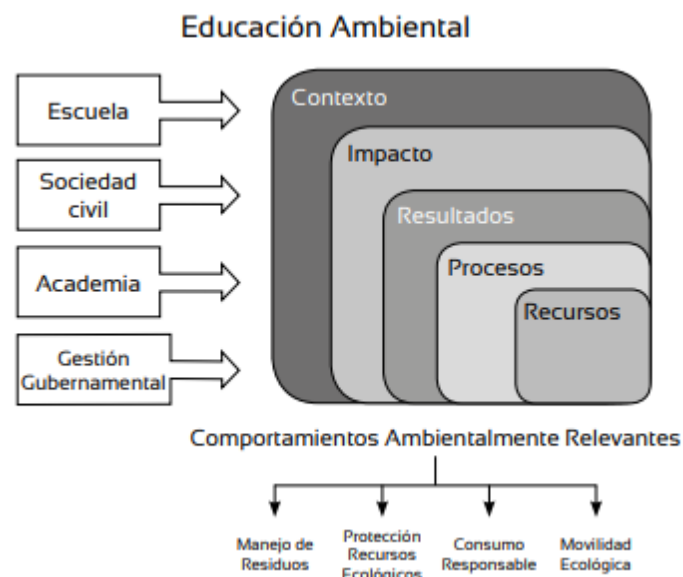 Educación Ambiental
Escuela
Sociedad
civil
Academia
Gestión
Gubernamental
Contexto
Impacto
Resultados
Procesos
Recursos
Comportamientos Ambientalmente Relevantes
Manejo de
Residuos
Protección
Recursos
Ecológicos
Consumo
Responsable
Movilidad
Ecológica